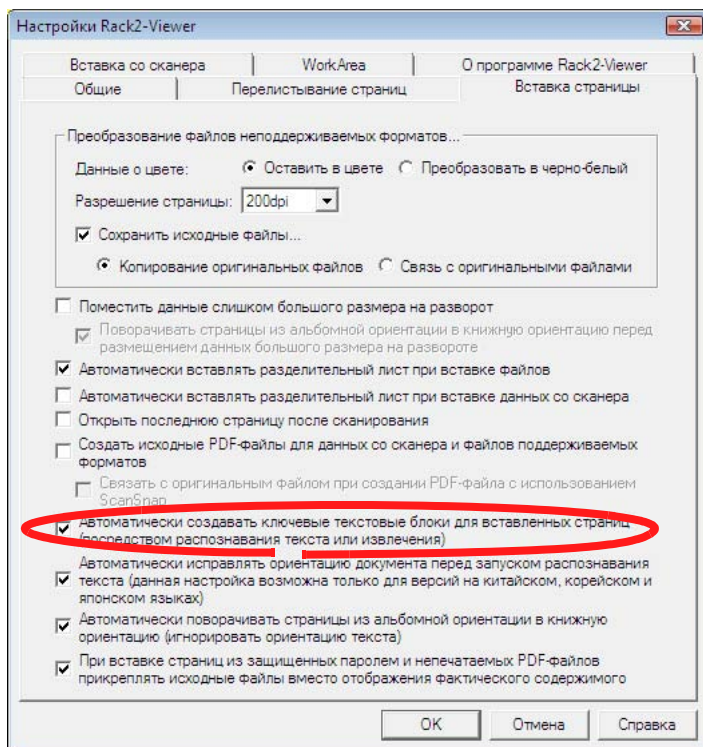 Настройки Rack2-Viewer
Вставка со сканера WorkArea О программе Rack2-Viewer
Общие Перелистывание страниц Вставка страницы
Преобразование файлов неподдерживаемых форматов...
Данные о цвете: Оставить в цвете Преобразовать в черно-белый
Разрешение страницы: 200dpi
Сохранить исходные файлы...
Копирование оригинальных файлов Связь с оригинальными файлами
Поместить данные слишком большого размера на разворот
Поворачивать страницы из альбомной ориентации в книжную ориентацию перед
размещением данных большого размера на развороте
Автоматически вставлять разделительный лист при вставке файлов
Автоматически вставлять разделительный лист при вставке данных со сканера
Открыть последнюю страницу после сканирования
Создать исходные PDF-файлы для данных со сканера и файлов поддерживаемых
форматов
Связать с оригинальным файлом при создании PDF-файла с использованием
ScanSnap
Автоматически создавать ключевые текстовые блоки для вставленных страниц
(посредством распознавания текста или извлечения)
Автоматически исправлять ориентацию документа перед запуском распознавания
текста (данная настройка возможна только для версий на китайском, корейском и
японском языках)
Автоматически поворачивать страницы из альбомной ориентации в книжную
ориентацию (игнорировать ориентацию текста)
При вставке страниц из защищенных паролем и непечатаемых PDF-файлов
прикреплять исходные файлы вместо отображения фактического содержимого
OK Отмена Справка